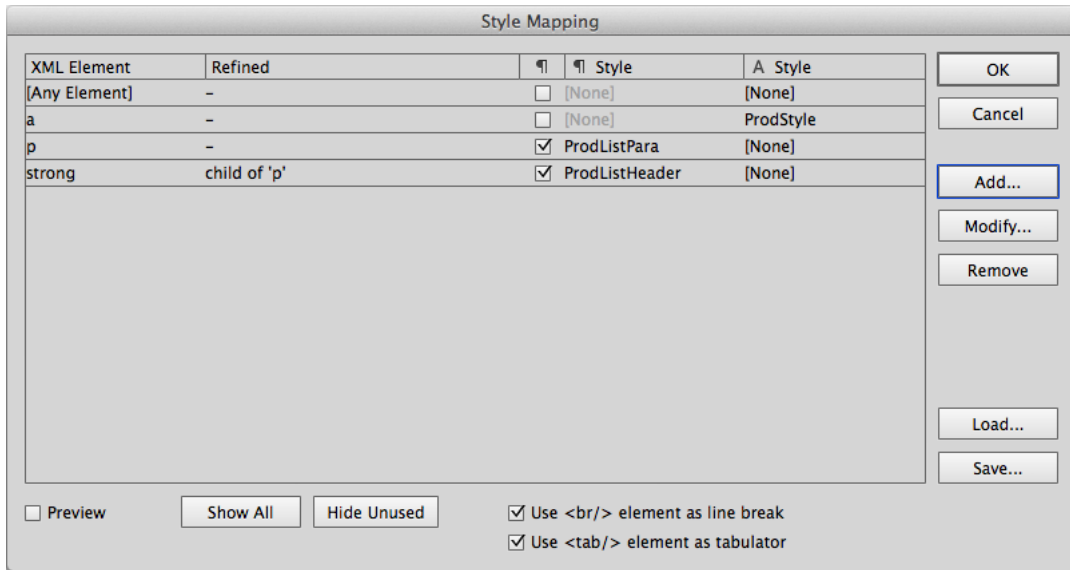 Style Mapping
XML Element Refined ¶ ¶ Style A Style
[Any Element] – [None] [None]
a – [None] ProdStyle
p – ProdListPara [None]
strong child of 'p' ProdListHeader [None]
OK
Cancel
Add...
Modify...
Remove
Load...
Save...
Preview Show All Hide Unused Use <br/> element as line break
Use <tab/> element as tabulator